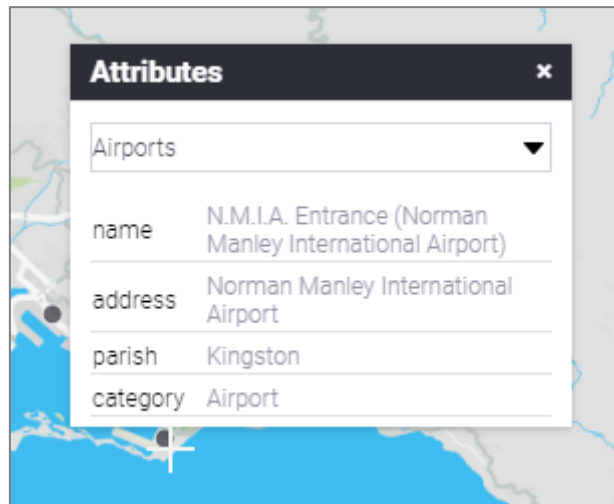 Attributes ×
Airports
name N.M.I.A. Entrance (Norman
Manley International Airport)
address Norman Manley International
Airport
parish Kingston
category Airport